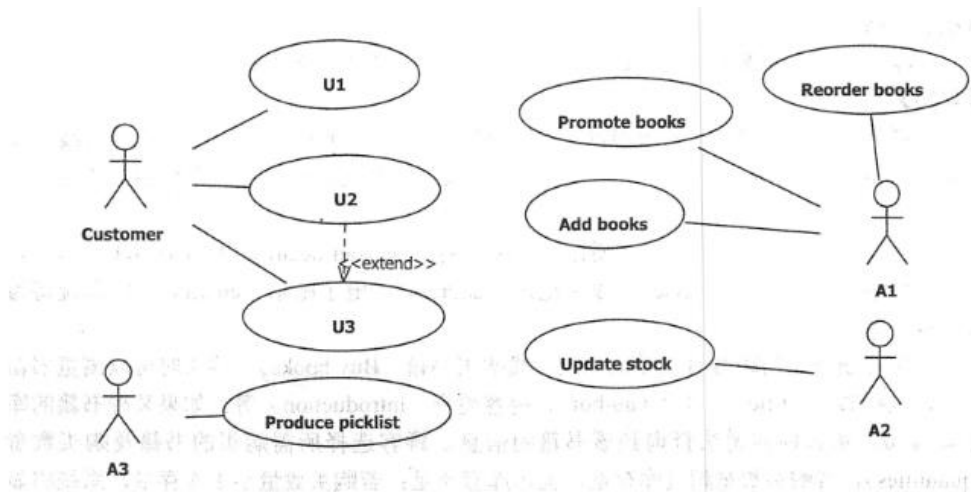 U1
Reorder books
Promote books
U2
Customer
Add books
<<extend>>
A1
U3
Update stock
Produce picklist
A2
A3